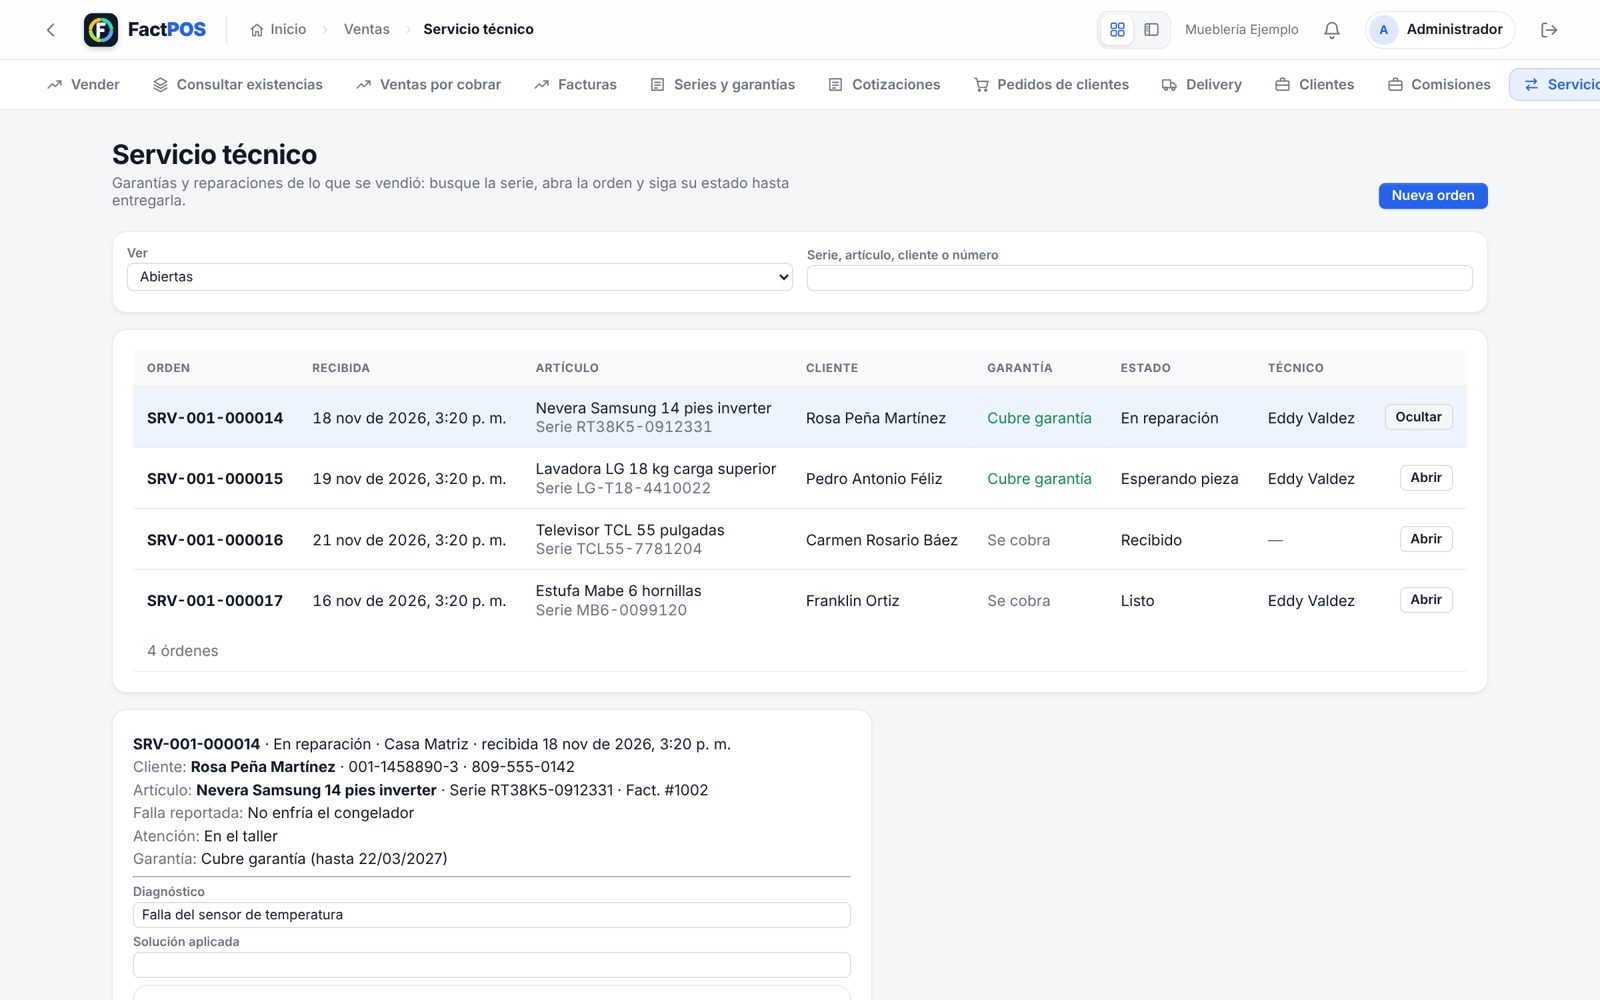 FactPOS
Inicio › Ventas › Servicio técnico
Mueblería Ejemplo
A Administrador
Vender
Consultar existencias
Ventas por cobrar
Facturas
Series y garantías
Cotizaciones
Pedidos de clientes
Delivery
Clientes
Comisiones
Servicio
Servicio técnico
Garantías y reparaciones de lo que se vendió: busque la serie, abra la orden y siga su estado hasta
entregarla.
Nueva orden
Ver
Abiertas
Serie, artículo, cliente o número
ORDEN RECIBIDA ARTÍCULO CLIENTE GARANTÍA ESTADO TÉCNICO
SRV-001-000014 18 nov de 2026, 3:20 p. m. Nevera Samsung 14 pies inverter Rosa Peña Martínez Cubre garantía En reparación Eddy Valdez Ocultar
Serie RT38K5-0912331
SRV-001-000015 19 nov de 2026, 3:20 p. m. Lavadora LG 18 kg carga superior Pedro Antonio Féliz Cubre garantía Esperando pieza Eddy Valdez Abrir
Serie LG-T18-4410022
SRV-001-000016 21 nov de 2026, 3:20 p. m. Televisor TCL 55 pulgadas Carmen Rosario Báez Se cobra Recibido — Abrir
Serie TCL55-7781204
SRV-001-000017 16 nov de 2026, 3:20 p. m. Estufa Mabe 6 hornillas Franklin Ortiz Se cobra Listo Eddy Valdez Abrir
Serie MB6-0099120
4 órdenes
SRV-001-000014 · En reparación · Casa Matriz · recibida 18 nov de 2026, 3:20 p. m.
Cliente: Rosa Peña Martínez · 001-1458890-3 · 809-555-0142
Artículo: Nevera Samsung 14 pies inverter · Serie RT38K5-0912331 · Fact. #1002
Falla reportada: No enfría el congelador
Atención: En el taller
Garantía: Cubre garantía (hasta 22/03/2027)
Diagnóstico
Falla del sensor de temperatura
Solución aplicada